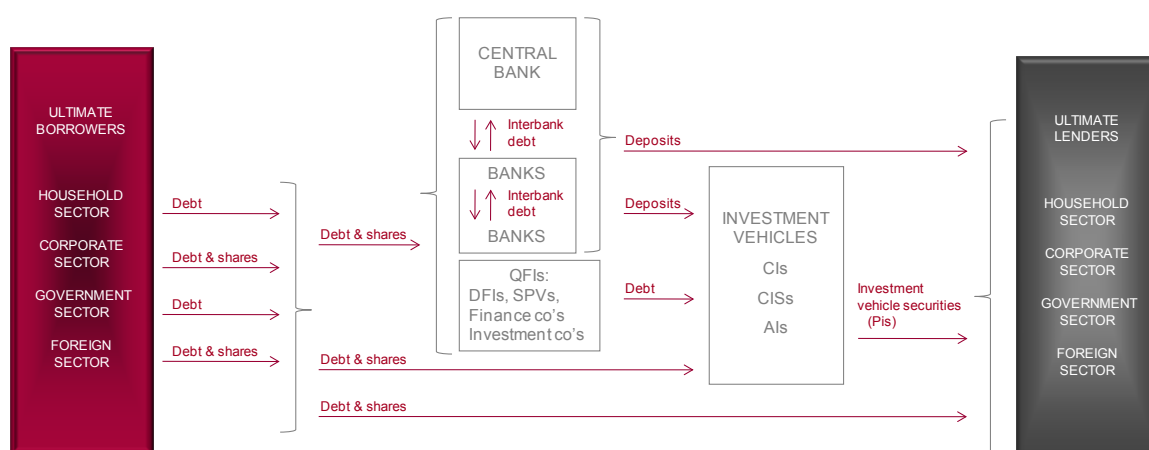 ULTIMATE
BORROWERS
HOUSEHOLD
SECTOR
CORPORATE
SECTOR
GOVERNMENT
SECTOR
FOREIGN
SECTOR
Debt
Debt & shares
Debt
Debt & shares
Debt & shares
CENTRAL
BANK
Interbank
debt
BANKS
Interbank
debt
BANKS
QFIs:
DFIs, SPVs,
Finance co's
Investment co's
Deposits
Deposits
Debt
Debt & shares
Debt & shares
INVESTMENT
VEHICLES
CIs
CISs
AIs
Investment
vehicle securities
(Pis)
ULTIMATE
LENDERS
HOUSEHOLD
SECTOR
CORPORATE
SECTOR
GOVERNMENT
SECTOR
FOREIGN
SECTOR